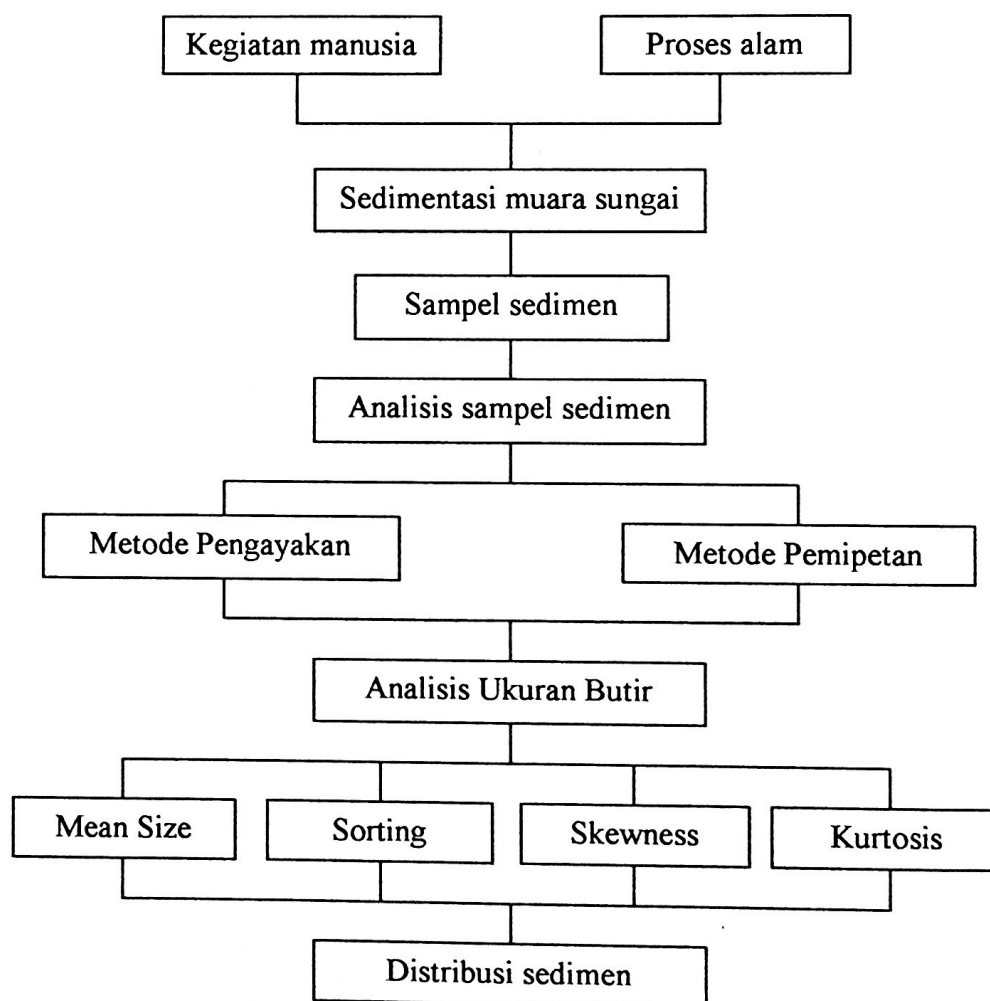 Kegiatan manusia
Proses alam
Sedimentasi muara sungai
Sampel sedimen
Analisis sampel sedimen
Metode Pengayakan
Metode Pemipetan
Analisis Ukuran Butir
Mean Size
Sorting
Skewness
Kurtosis
Distribusi sedimen